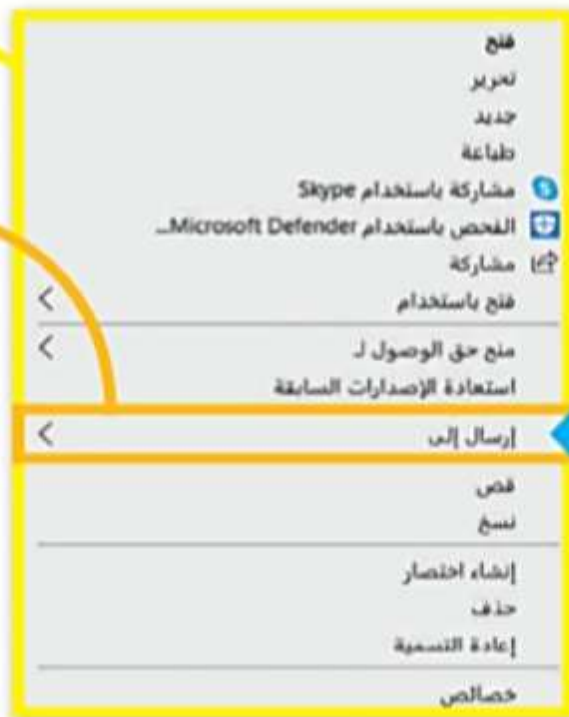 فتح
تحرير
جديد
طباعة
مشاركة باستخدام Skype
الفحص باستخدام Microsoft Defender...
مشاركة
فتح باستخدام
منح حق الوصول لـ
استعادة الإصدارات السابقة
إرسال إلى
قص
نسخ
إنشاء اختصار
حذف
إعادة التسمية
خصائص